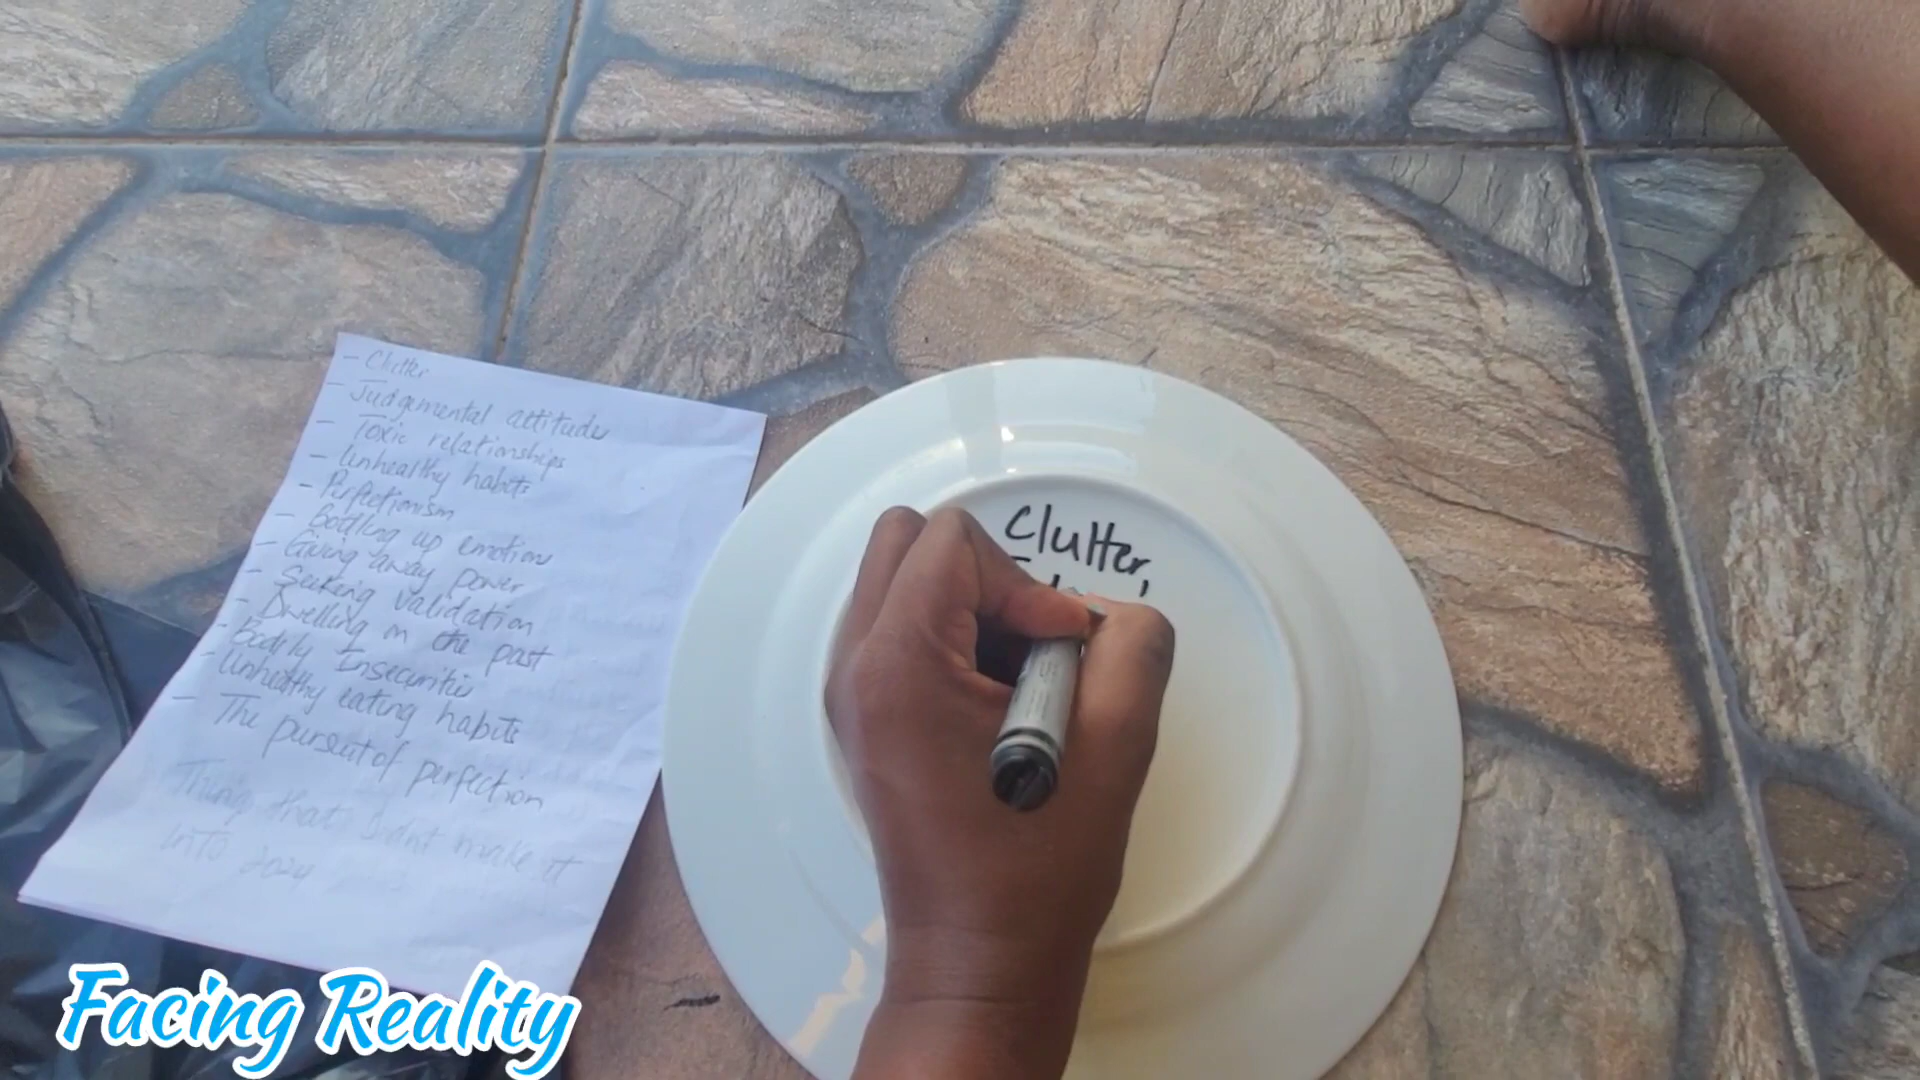 - Clutter
- Judgemental attitude
- Toxic relationships
- Unhealthy habits
- Perfectionism
- Bottling up emotion
- Giving away power
- Seeking validation
- Dwelling on the past
- Bodily Insecurities
- Unhealthy eating habits
- The pursuit of perfection
Things that didnt make it
INTO 2024
Clutter,
Facing Reality